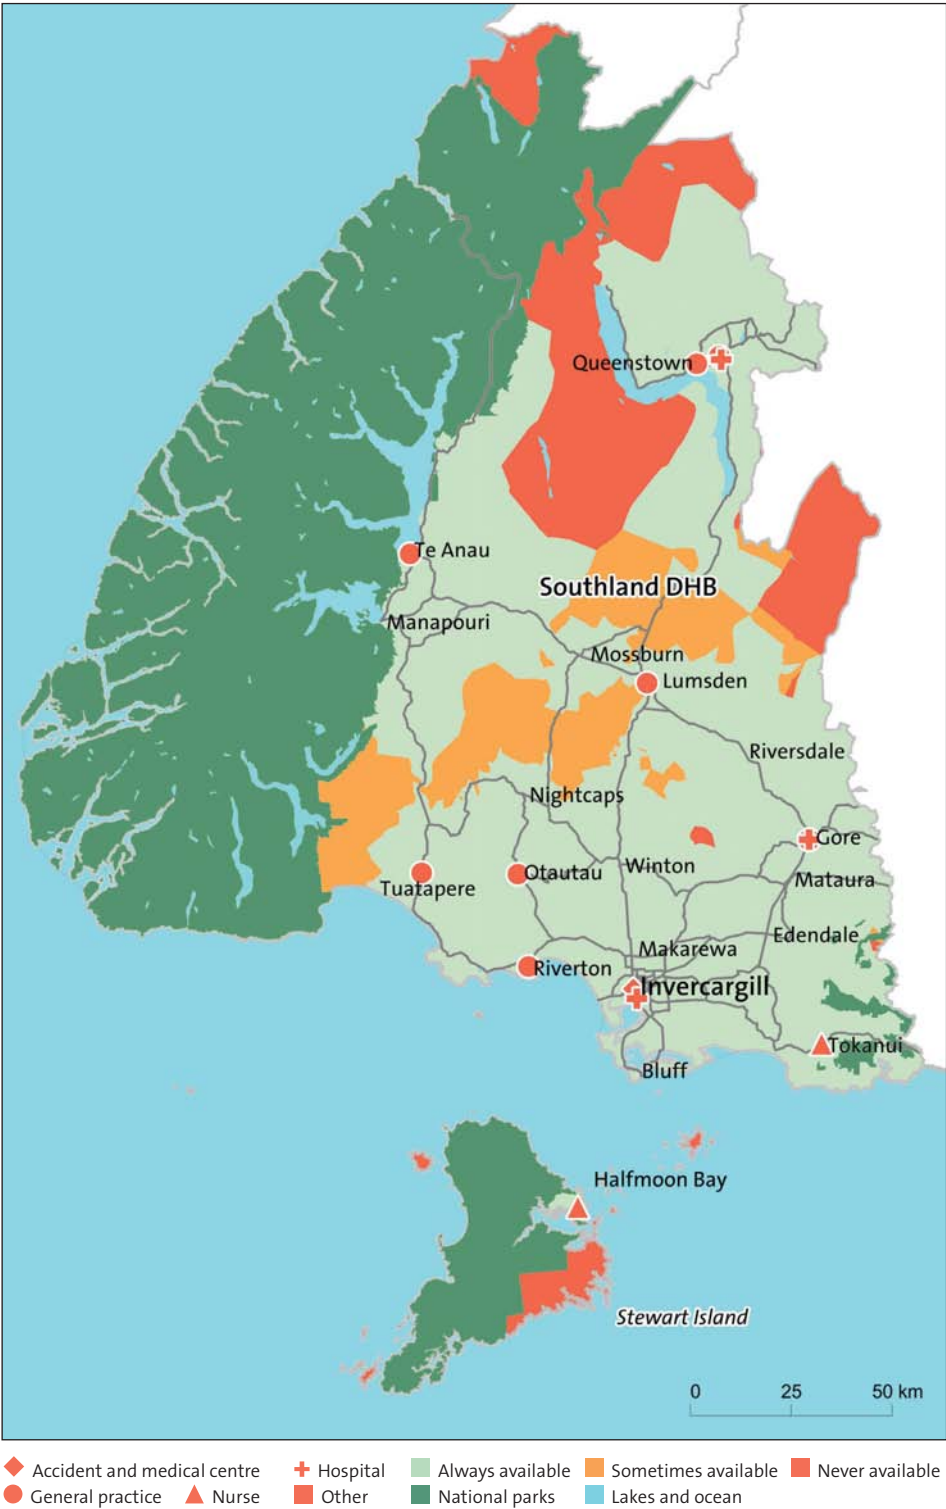 Queenstown
Te Anau
Southland DHB
Manapouri
Mossburn
Lumsden
Riversdale
Nightcaps
Gore
Otautau
Winton
Tuatapere
Mataura
Edendale
Makarewa
Riverton
Invercargill
Tokanui
Bluff
Halfmoon Bay
Stewart Island
0 25 50 km
Accident and medical centre Hospital Always available Sometimes available Never available
General practice Nurse Other National parks Lakes and ocean